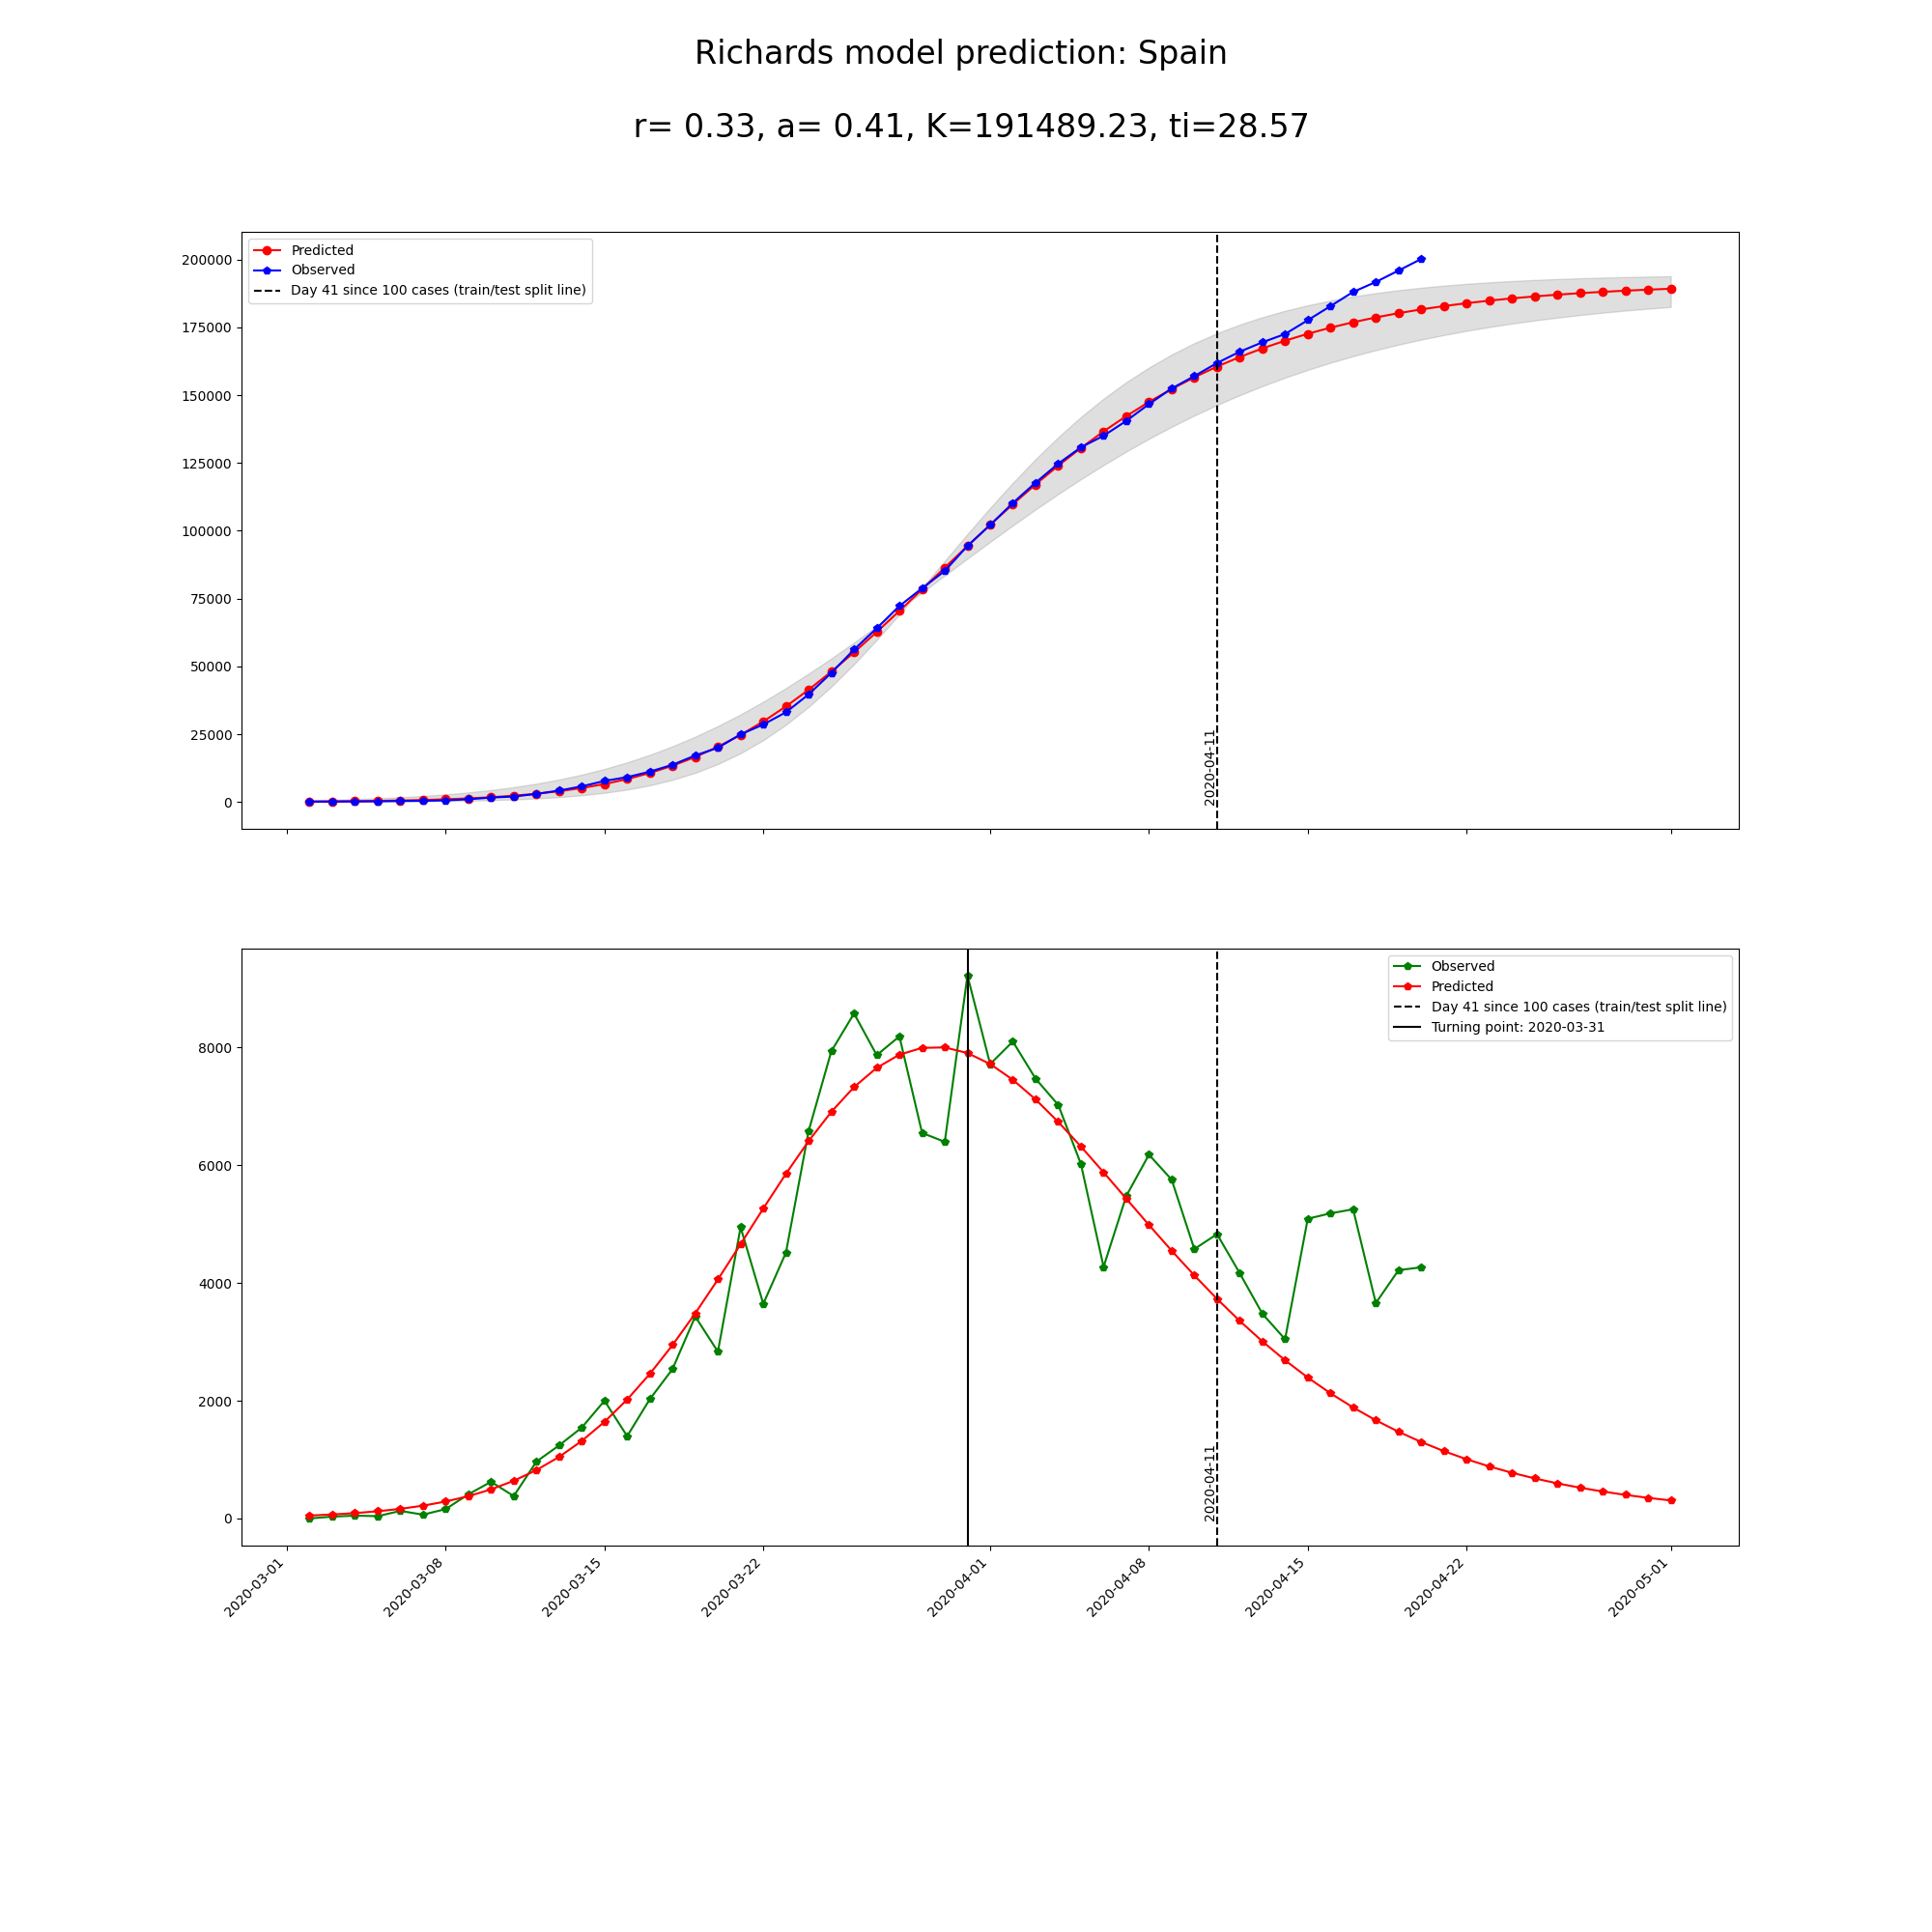 Richards model prediction: Spain
r= 0.33, a= 0.41, K=191489.23, ti=28.57
Predicted
Observed
Day 41 since 100 cases (train/test split line)
200000
175000
150000
125000
100000
75000
50000
25000
0
2020-04-11
Observed
Predicted
Day 41 since 100 cases (train/test split line)
Turning point: 2020-03-31
8000
6000
4000
2000
0
2020-04-11
2020-03-01
2020-03-08
2020-03-15
2020-03-22
2020-04-01
2020-04-08
2020-04-15
2020-04-22
2020-05-01